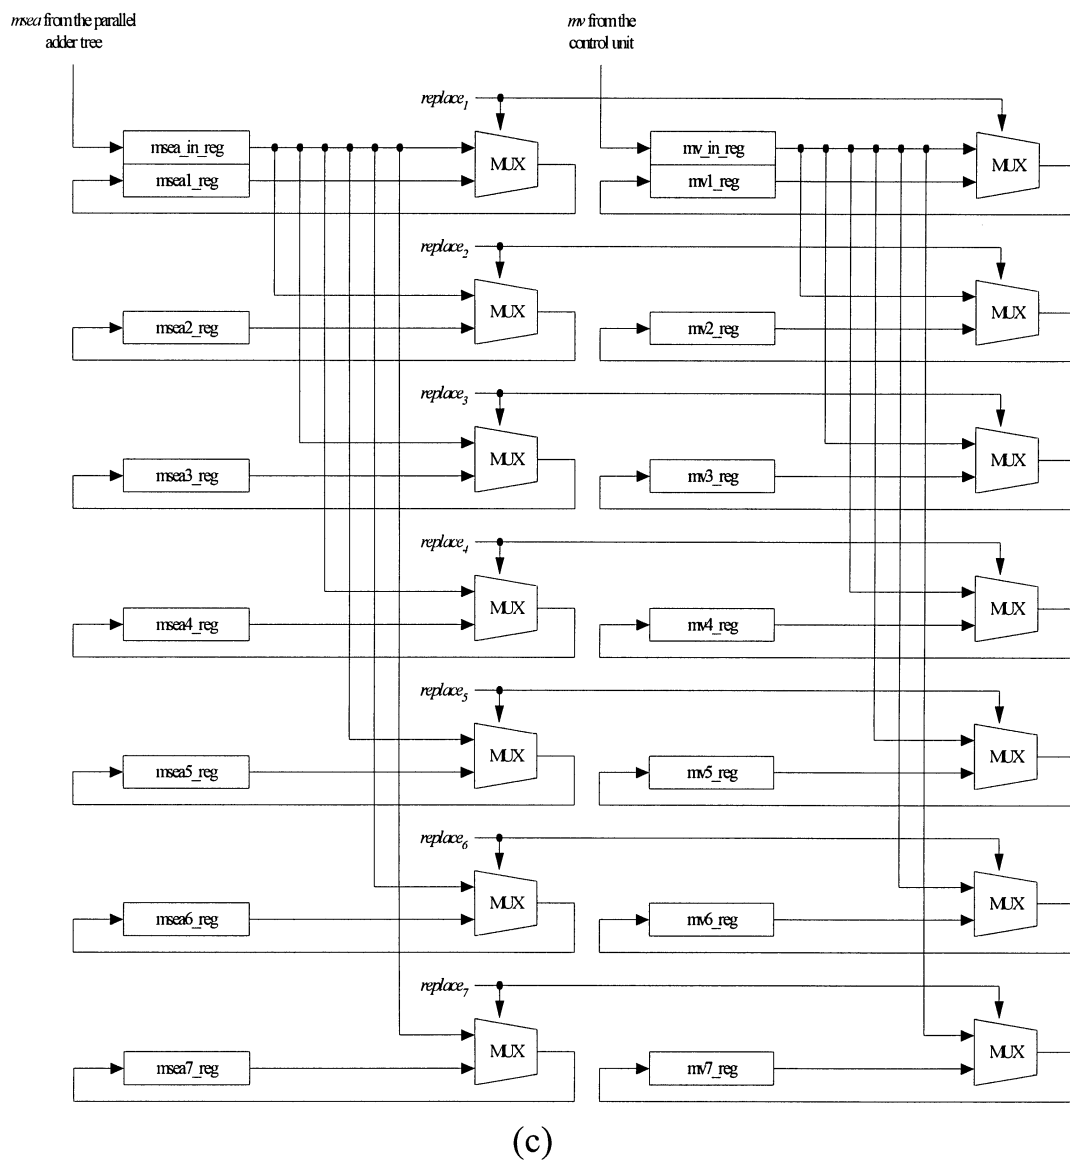 msea from the parallel
adder tree
mv from the
control unit
replace1
msea_in_reg
msea1_reg
MUX
mv_in_reg
mv1_reg
MUX
replace2
msea2_reg
MUX
mv2_reg
MUX
replace3
msea3_reg
MUX
mv3_reg
MUX
replace4
msea4_reg
MUX
mv4_reg
MUX
replace5
msea5_reg
MUX
mv5_reg
MUX
replace6
msea6_reg
MUX
mv6_reg
MUX
replace7
msea7_reg
MUX
mv7_reg
MUX
(c)